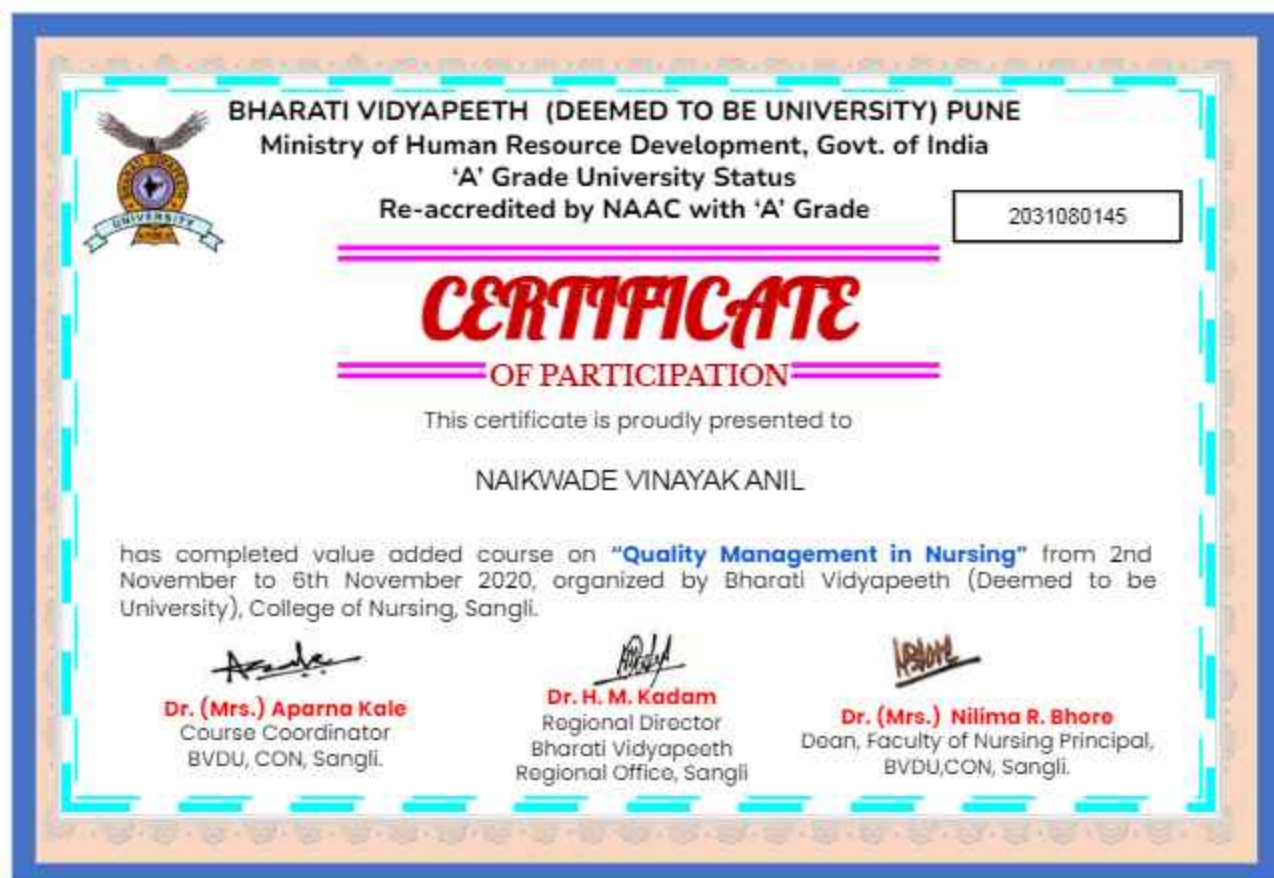 BHARATI VIDYAPEETH (DEEMED TO BE UNIVERSITY) PUNE
Ministry of Human Resource Development, Govt. of India
‘A’ Grade University Status
Re-accredited by NAAC with ‘A’ Grade
2031080145
BHARATI VIDYAPEETH
UNIVERSITY
CERTIFICATE
OF PARTICIPATION
This certificate is proudly presented to
NAIKWADE VINAYAK ANIL
has completed value added course on “Quality Management in Nursing” from 2nd
November to 6th November 2020, organized by Bharati Vidyapeeth (Deemed to be
University), College of Nursing, Sangli.
Dr. (Mrs.) Aparna Kale
Course Coordinator
BVDU, CON, Sangli.
Dr. H. M. Kadam
Regional Director
Bharati Vidyapeeth
Regional Office, Sangli
Dr. (Mrs.) Nilima R. Bhore
Dean, Faculty of Nursing Principal,
BVDU,CON, Sangli.